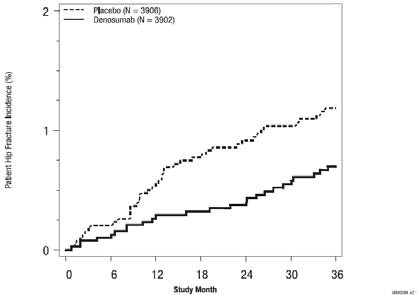 2
Placebo (N = 3906)
Denosumab (N = 3902)
Patient Hip Fracture Incidence (%)
1
0
0 6 12 18 24 30 36
Study Month